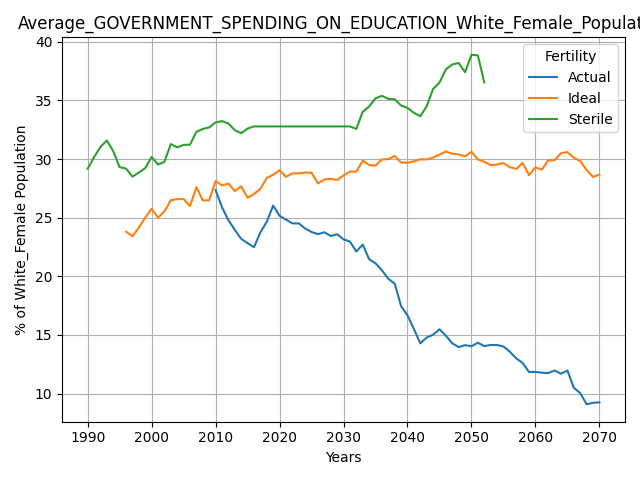 Average_GOVERNMENT_SPENDING_ON_EDUCATION_White_Female_Populat
% of White_Female Population
40
35
30
25
20
15
10
Fertility
Actual
Ideal
Sterile
1990 2000 2010 2020 2030 2040 2050 2060 2070
Years